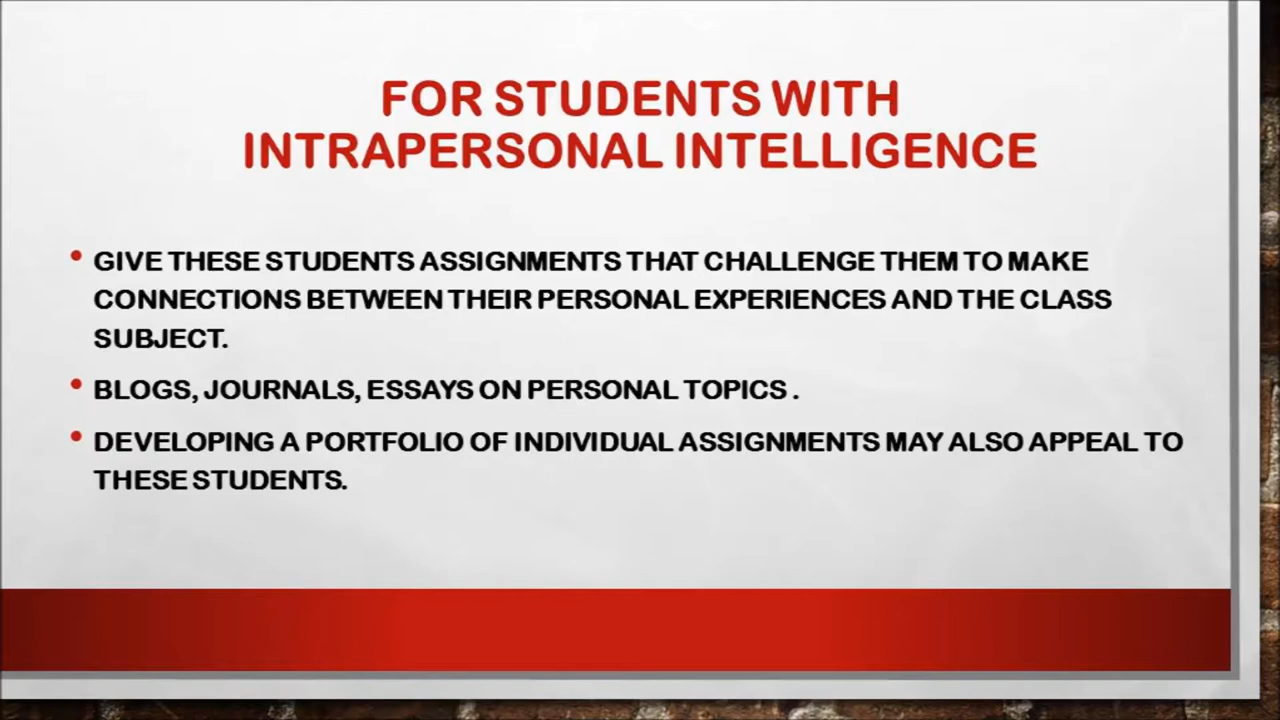 FOR STUDENTS WITH
INTRAPERSONAL INTELLIGENCE
• GIVE THESE STUDENTS ASSIGNMENTS THAT CHALLENGE THEM TO MAKE
CONNECTIONS BETWEEN THEIR PERSONAL EXPERIENCES AND THE CLASS
SUBJECT.
• BLOGS, JOURNALS, ESSAYS ON PERSONAL TOPICS .
• DEVELOPING A PORTFOLIO OF INDIVIDUAL ASSIGNMENTS MAY ALSO APPEAL TO
THESE STUDENTS.